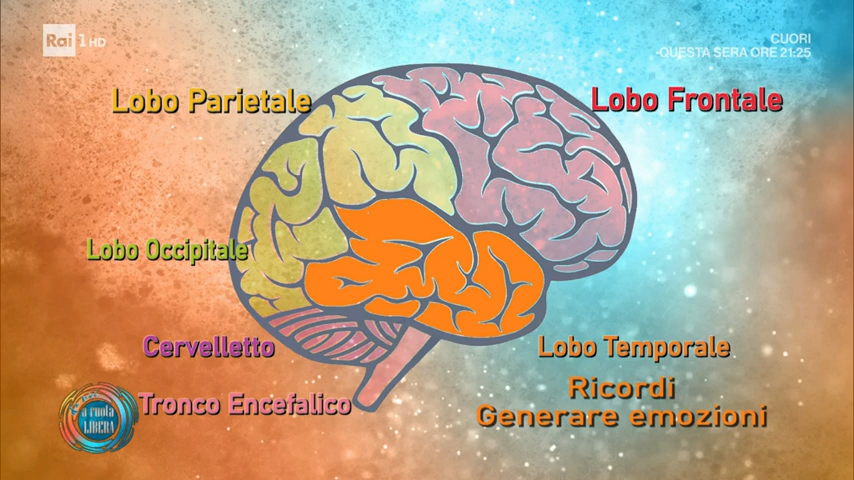 Rai 1 HD
CUORI
-QUESTA SERA ORE 21:25
Lobo Parietale
Lobo Frontale
Lobo Occipitale
Cervelletto
Lobo Temporale
Tronco Encefalico
Ricordi
Generare emozioni
a ruota
LIBERA